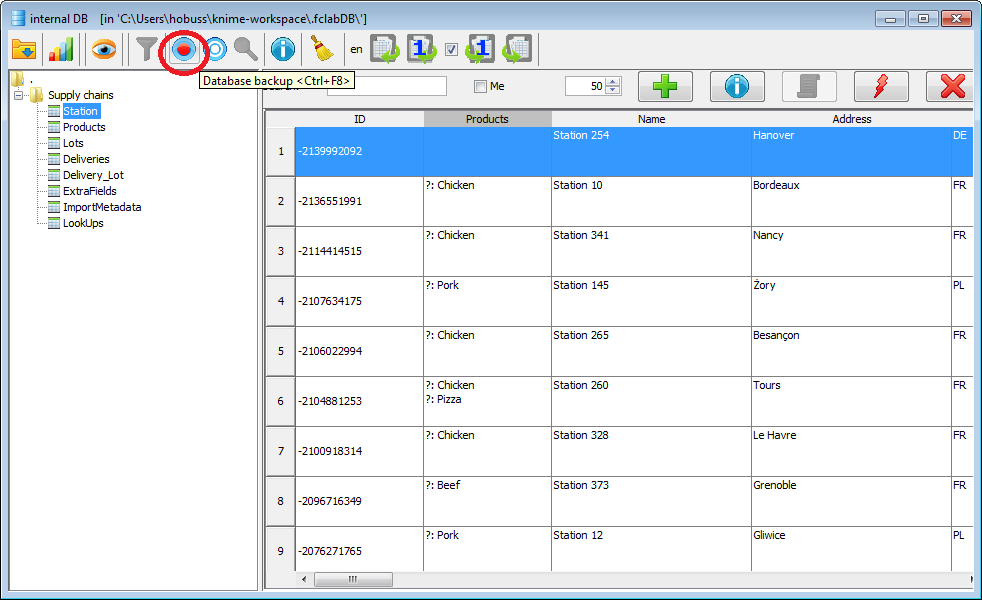 internal DB [in 'C:\Users\hobuss\knime-workspace\.fclabDB\']
1 en 1
Database backup <Ctrl+F8>
Me 50
.
Supply chains
Station
Products
Lots
Deliveries
Delivery_Lot
ExtraFields
ImportMetadata
LookUps
ID Products Name Address
1 -2139992092 Station 254 Hanover DE
2 -2136551991 ?: Chicken Station 10 Bordeaux FR
3 -2114414515 ?: Chicken Station 341 Nancy FR
4 -2107634175 ?: Pork Station 145 Żory PL
5 -2106022994 ?: Chicken Station 265 Besançon FR
6 -2104881253 ?: Chicken Station 260 Tours FR
?: Pizza
7 -2100918314 ?: Chicken Station 328 Le Havre FR
8 -2096716349 ?: Beef Station 373 Grenoble FR
9 -2076271765 ?: Pork Station 12 Gliwice PL